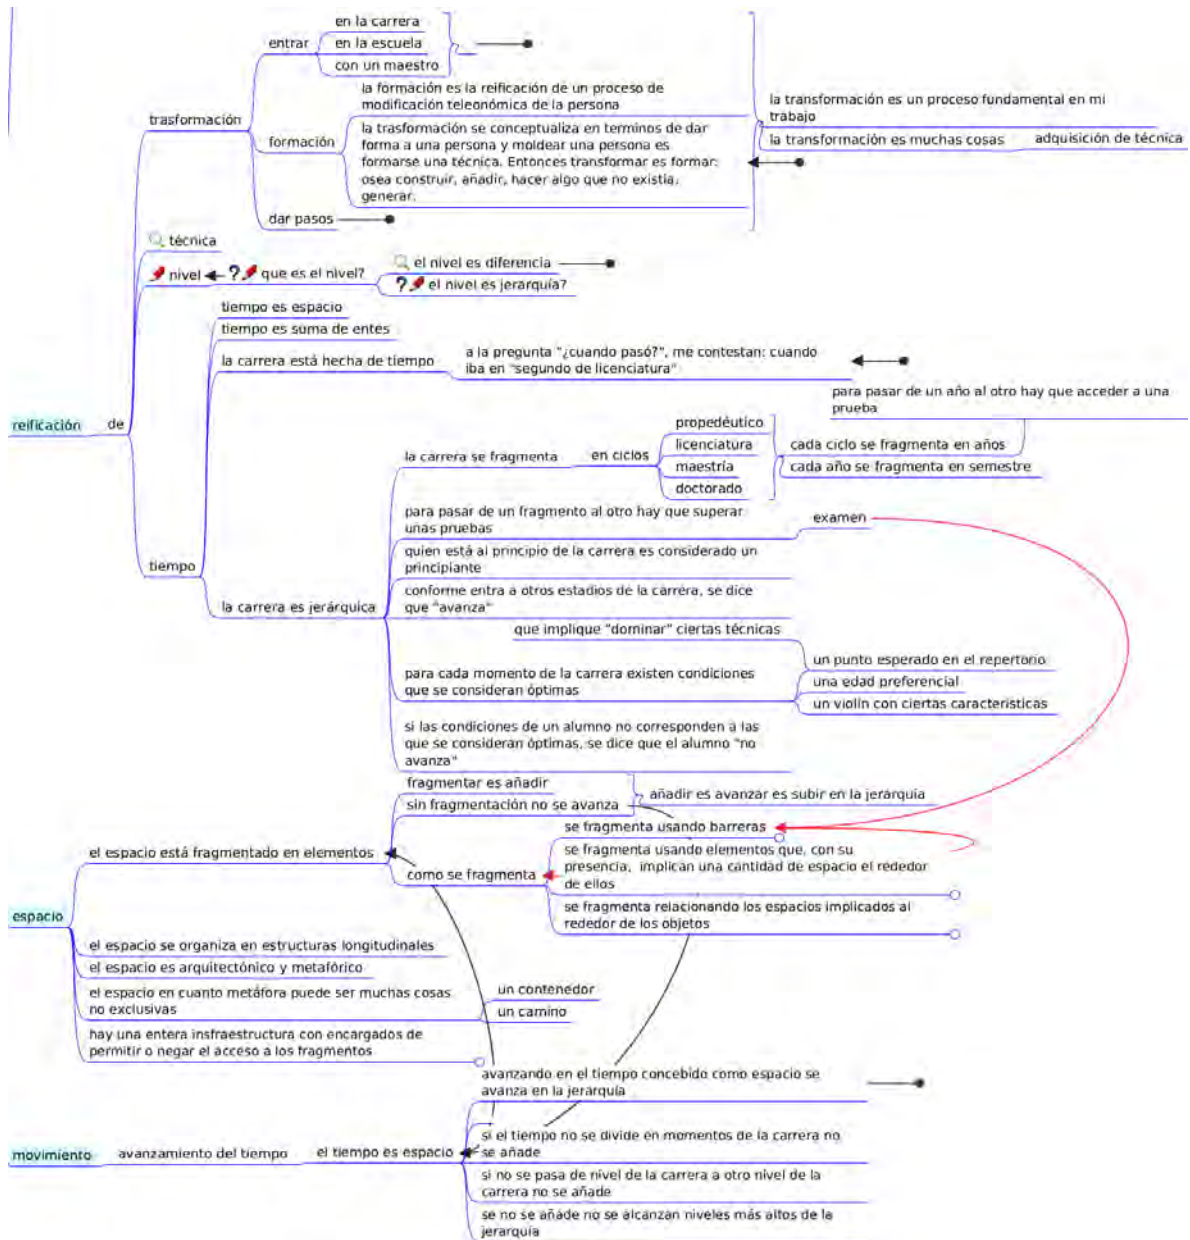 en la carrera
entrar
en la escuela
con un maestro
la formación es la reificación de un proceso de
modificación teleonómica de la persona
la transformación es un proceso fundamental en mi
trabajo
trasformación
la trasformación se conceptualiza en terminos de dar
forma a una persona y moldear una persona es
formarse una técnica. Entonces transformar es formar:
osea construir, añadir, hacer algo que no existía,
generar.
formación
la transformación es muchas cosas
adquisición de técnica
dar pasos
técnica
nivel
? que es el nivel?
el nivel es diferencia
? el nivel es jerarquía?
tiempo es espacio
tiempo es suma de entes
la carrera está hecha de tiempo
a la pregunta "¿cuando pasó?", me contestan: cuando
iba en "segundo de licenciatura"
para pasar de un año al otro hay que acceder a una
prueba
reificación
de
propedéutico
licenciatura
maestría
doctorado
la carrera se fragmenta
en ciclos
cada ciclo se fragmenta en años
cada año se fragmenta en semestre
para pasar de un fragmento al otro hay que superar
unas pruebas
examen
quien está al principio de la carrera es considerado un
principiante
tiempo
conforme entra a otros estadios de la carrera, se dice
que "avanza"
la carrera es jerárquica
que implique "dominar" ciertas técnicas
para cada momento de la carrera existen condiciones
que se consideran óptimas
un punto esperado en el repertorio
una edad preferencial
un violín con ciertas características
si las condiciones de un alumno no corresponden a las
que se consideran óptimas, se dice que el alumno "no
avanza"
fragmentar es añadir
sin fragmentación no se avanza
añadir es avanzar es subir en la jerarquía
se fragmenta usando barreras
el espacio está fragmentado en elementos
como se fragmenta
se fragmenta usando elementos que, con su
presencia, implican una cantidad de espacio el rededor
de ellos
se fragmenta relacionando los espacios implicados al
rededor de los objetos
espacio
el espacio se organiza en estructuras longitudinales
el espacio es arquitectónico y metafórico
el espacio en cuanto metáfora puede ser muchas cosas
no exclusivas
un contenedor
un camino
hay una entera insfraestructura con encargados de
permitir o negar el acceso a los fragmentos
avanzando en el tiempo concebido como espacio se
avanza en la jerarquía
movimiento
avanzamiento del tiempo
el tiempo es espacio
si el tiempo no se divide en momentos de la carrera no
se añade
si no se pasa de nivel de la carrera a otro nivel de la
carrera no se añade
se no se añade no se alcanzan niveles más altos de la
jerarquía